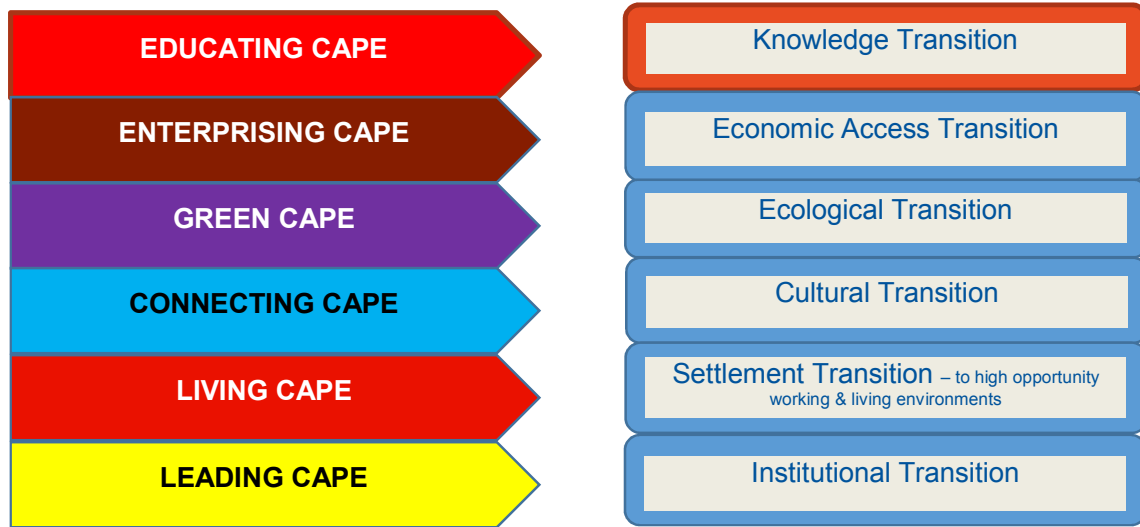 EDUCATING CAPE
Knowledge Transition
ENTERPRISING CAPE
Economic Access Transition
GREEN CAPE
Ecological Transition
CONNECTING CAPE
Cultural Transition
LIVING CAPE
Settlement Transition – to high opportunity
working & living environments
LEADING CAPE
Institutional Transition